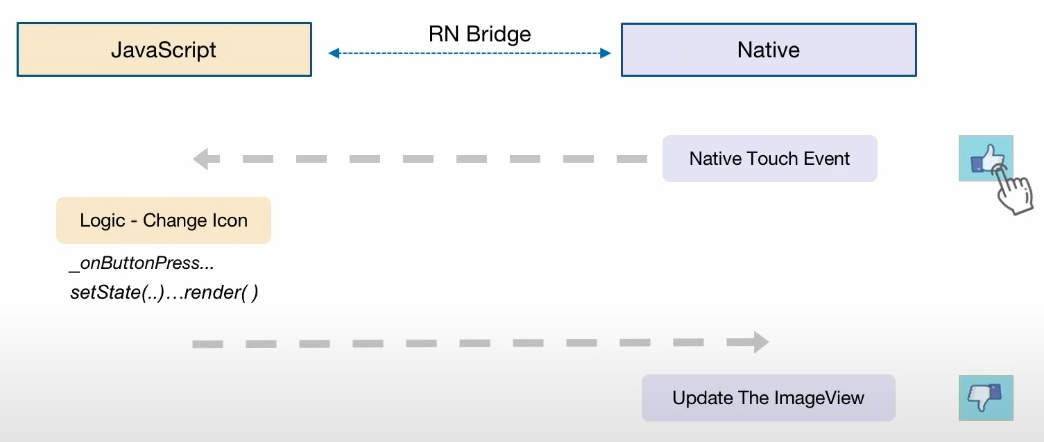 JavaScript
RN Bridge
Native
Native Touch Event
Logic - Change Icon
_onButtonPress...
setState(..)...render( )
Update The ImageView